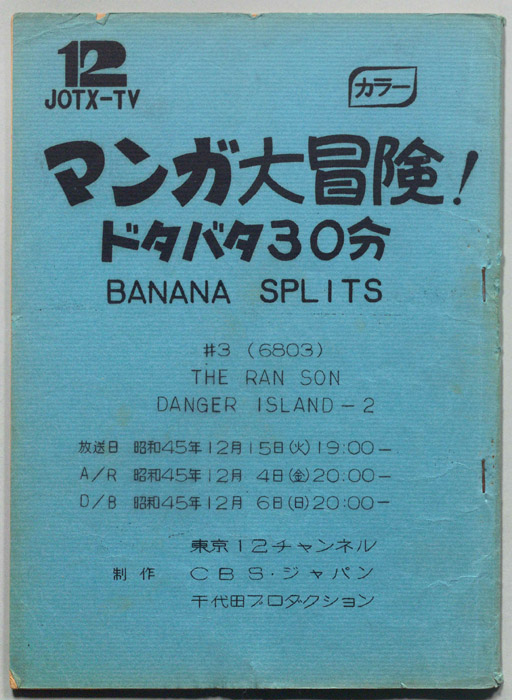 12
JOTX-TV
カラー
マンガ大冒険!
ドタバタ30分
BANANA SPLITS
#3 (6803)
THE RAN SON
DANGER ISLAND-2
放送日 昭和45年12月15日(火)19:00-
A/R 昭和45年12月 4日(金)20:00-
D/B 昭和45年12月 6日(日)20:00-
東京12チャンネル
制作 CBS・ジャパン
千代田プロダクション